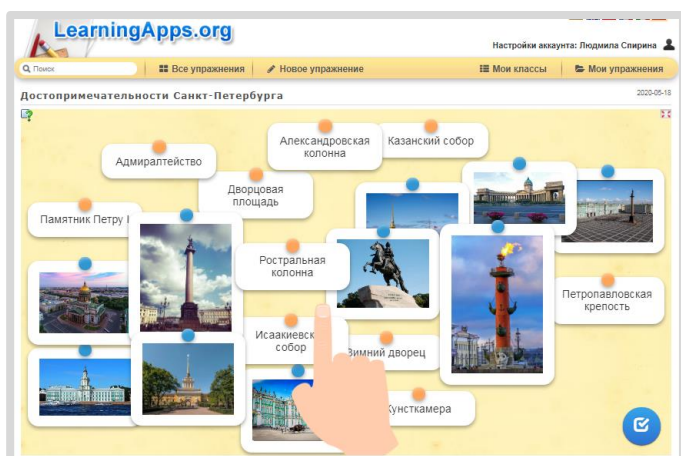 LearningApps.org
Настройки аккаунта: Людмила Спирина
Поиск
Все упражнения
Новое упражнение
Мои классы
Мои упражнения
Достопримечательности Санкт-Петербурга
2020-05-18
Александровская
колонна
Казанский собор
Адмиралтейство
Дворцовая
площадь
Памятник Петру I
Ростральная
колонна
Петропавловская
крепость
Исаакиевск
собор
Зимний дворец
Кунсткамера